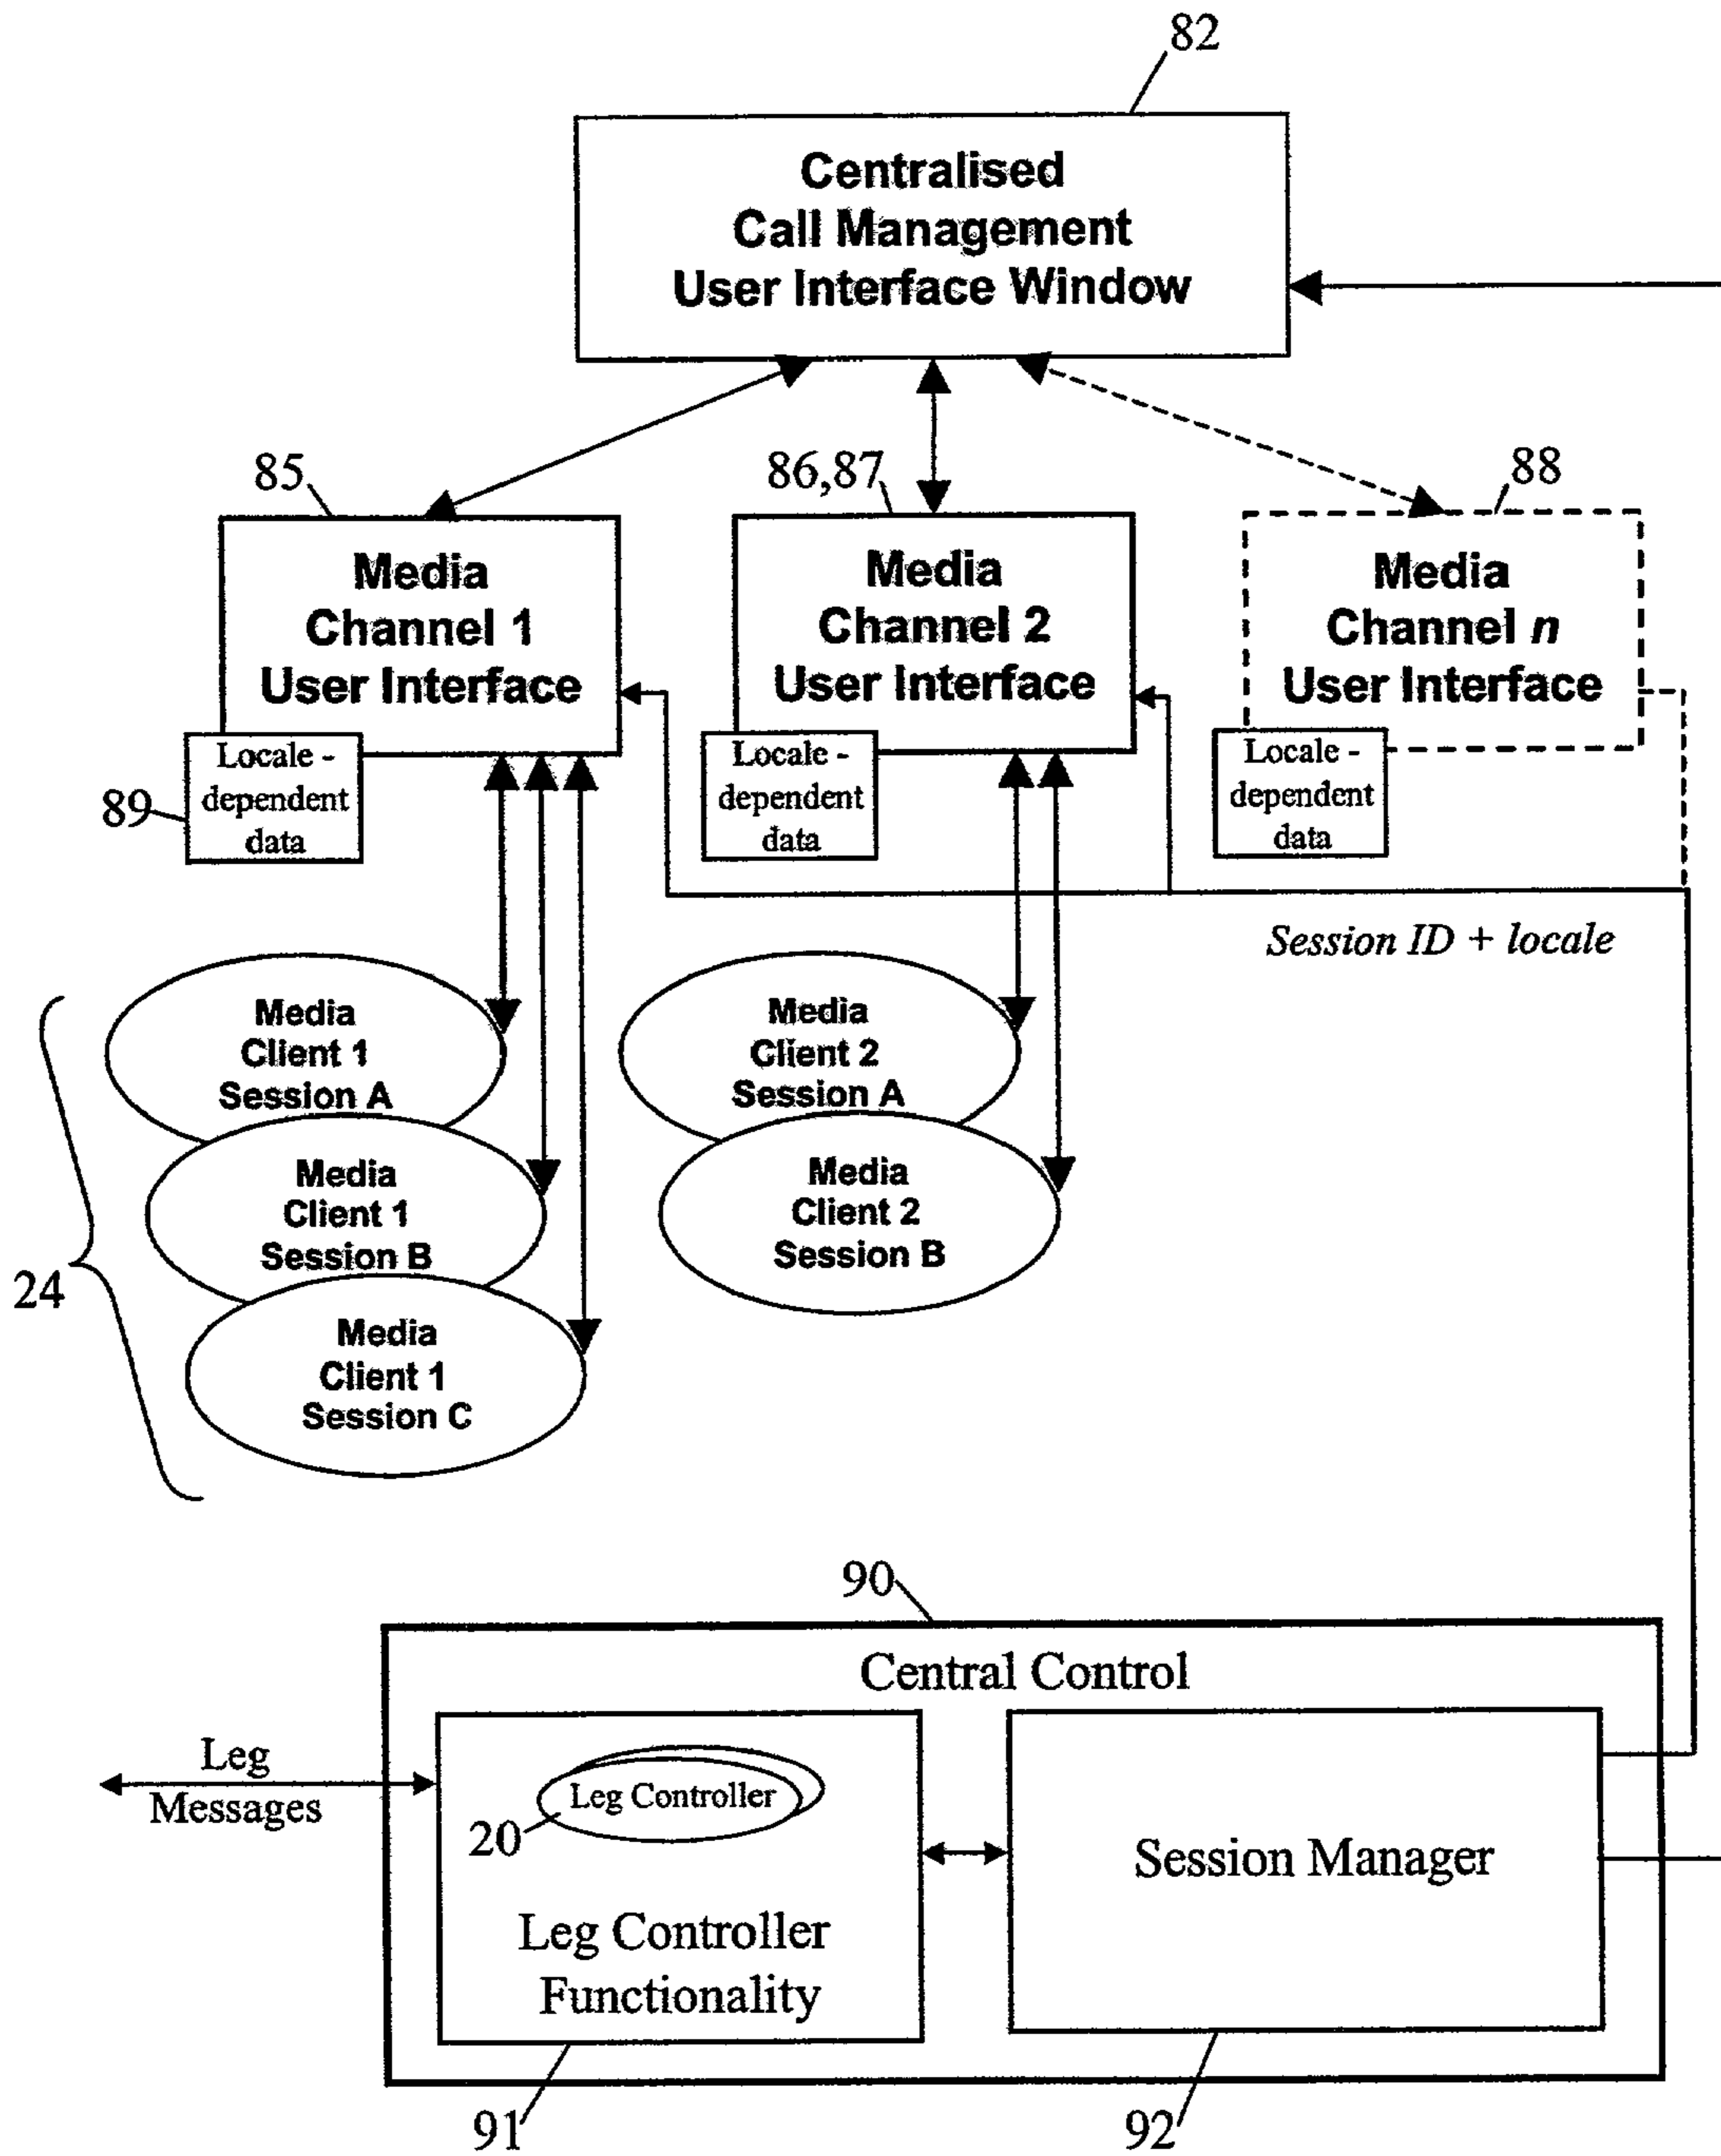 82
Centralised
Call Management
User Interface Window
85
86,87
88
Media
Channel 1
User Interface
Media
Channel 2
User Interface
Media
Channel n
User Interface
Locale -
dependent
data
89
Locale -
dependent
data
Locale -
dependent
data
Session ID + locale
Media
Client 1
Session A
Media
Client 1
Session B
Media
Client 1
Session C
24
Media
Client 2
Session A
Media
Client 2
Session B
90
Central Control
Leg
Messages
Leg Controller
20
Leg Controller
Functionality
Session Manager
91
92